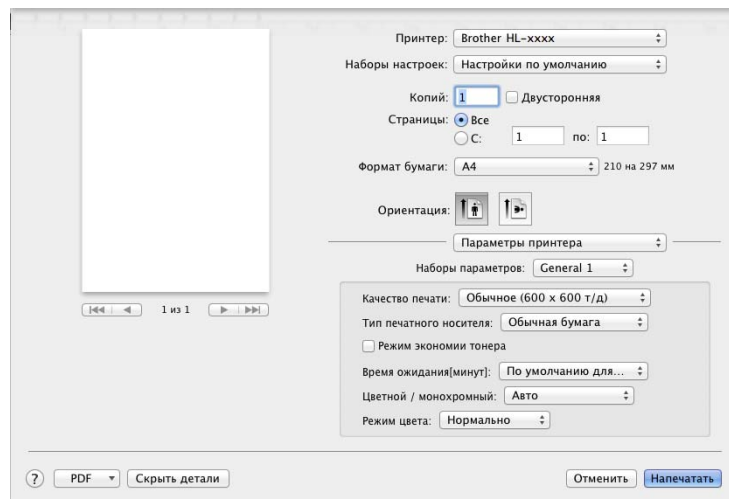 Принтер: Brother HL-xxxx
Наборы настроек: Настройки по умолчанию
Копий: 1 Двусторонняя
Страницы: Все
С: 1 по: 1
Формат бумаги: A4 210 на 297 мм
Ориентация:
Параметры принтера
Наборы параметров: General 1
Качество печати: Обычное (600 x 600 т/д)
Тип печатного носителя: Обычная бумага
Режим экономии тонера
Время ожидания[минут]: По умолчанию для...
Цветной / монохромный: Авто
Режим цвета: Нормально
1 из 1
? PDF Скрыть детали Отменить Напечатать